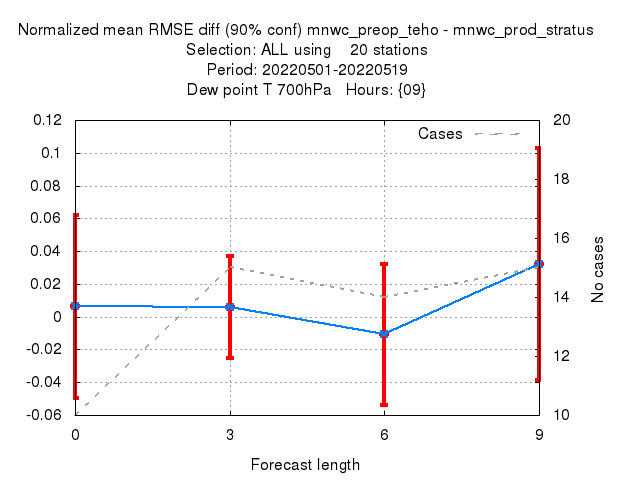 Normalized mean RMSE diff (90% conf) mnwc_preop_teho - mnwc_prod_stratus
Selection: ALL using    20 stations
Period: 20220501-20220519
Dew point T 700hPa   Hours: {09}
Cases
0.12
0.1
0.08
0.06
0.04
0.02
0
-0.02
-0.04
-0.06
20
18
16
14
12
10
No cases
0 3 6 9
Forecast length